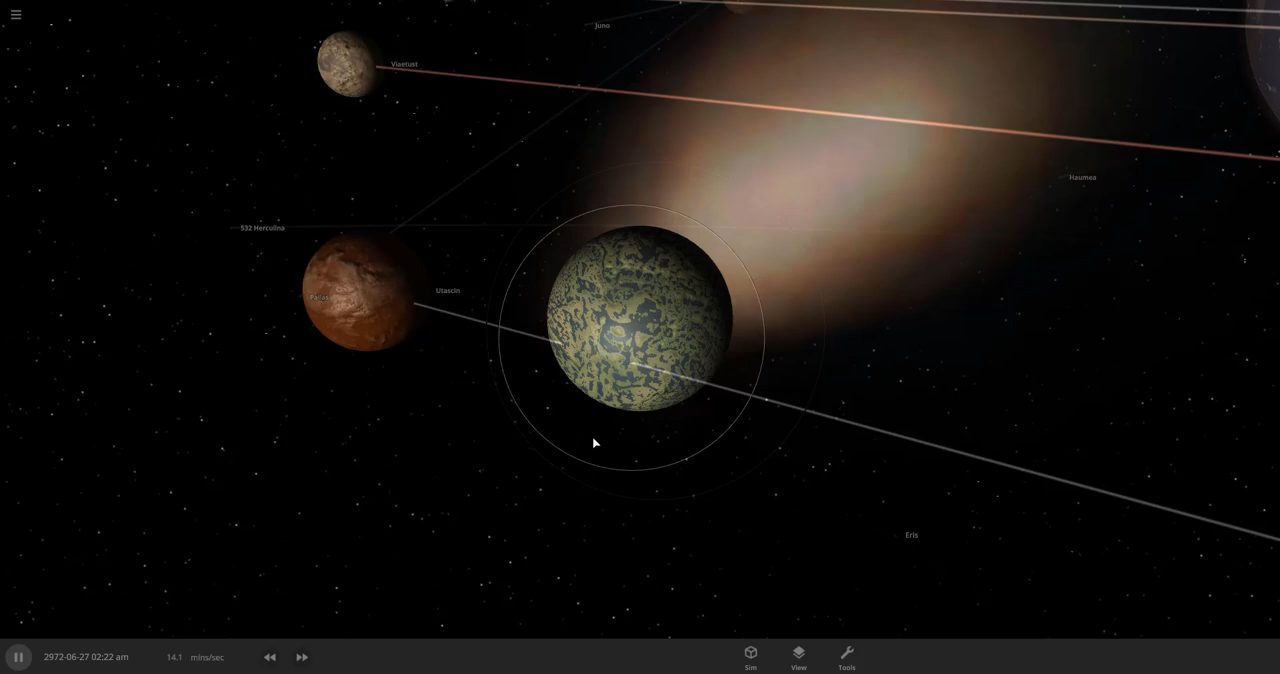 Juno
Vlaetust
Haumea
532 Herculina
Utascin
Pallas
Eris
2972-06-27 02:22 am
14.1 mins/sec
Sim
View
Tools